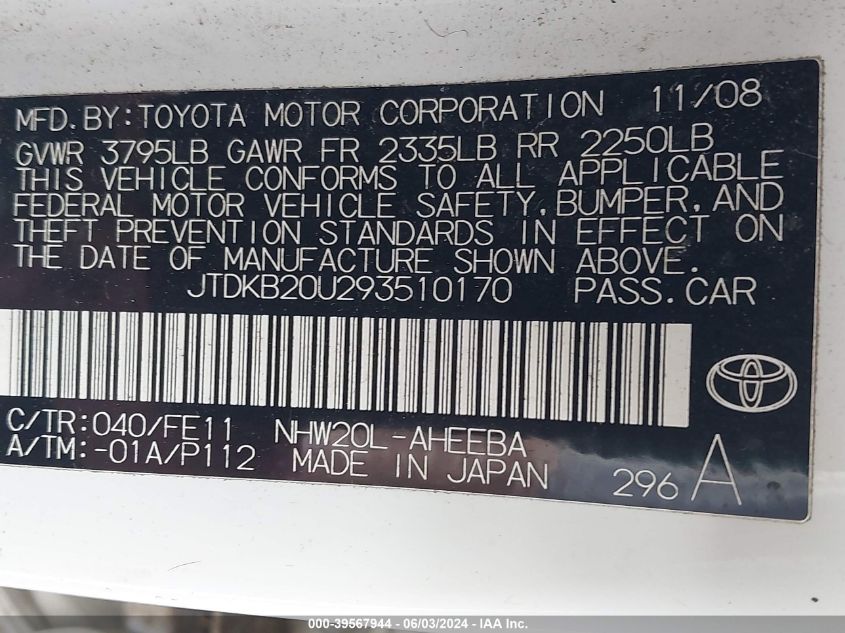 MFD. BY: TOYOTA MOTOR CORPORATION 11/08
GVWR 3795LB GAWR FR 2335LB RR 2250LB
THIS VEHICLE CONFORMS TO ALL APPLICABLE
FEDERAL MOTOR VEHICLE SAFETY, BUMPER, AND
THEFT PREVENTION STANDARDS IN EFFECT ON
THE DATE OF MANUFACTURE SHOWN ABOVE.
JTDKB20U293510170 PASS. CAR
C/TR: 040/FE11 NHW20L-AHEEBA
A/TM: -01A/P112 MADE IN JAPAN 296 A
000-39567944 | 06/03/2024 - © IAA Inc.